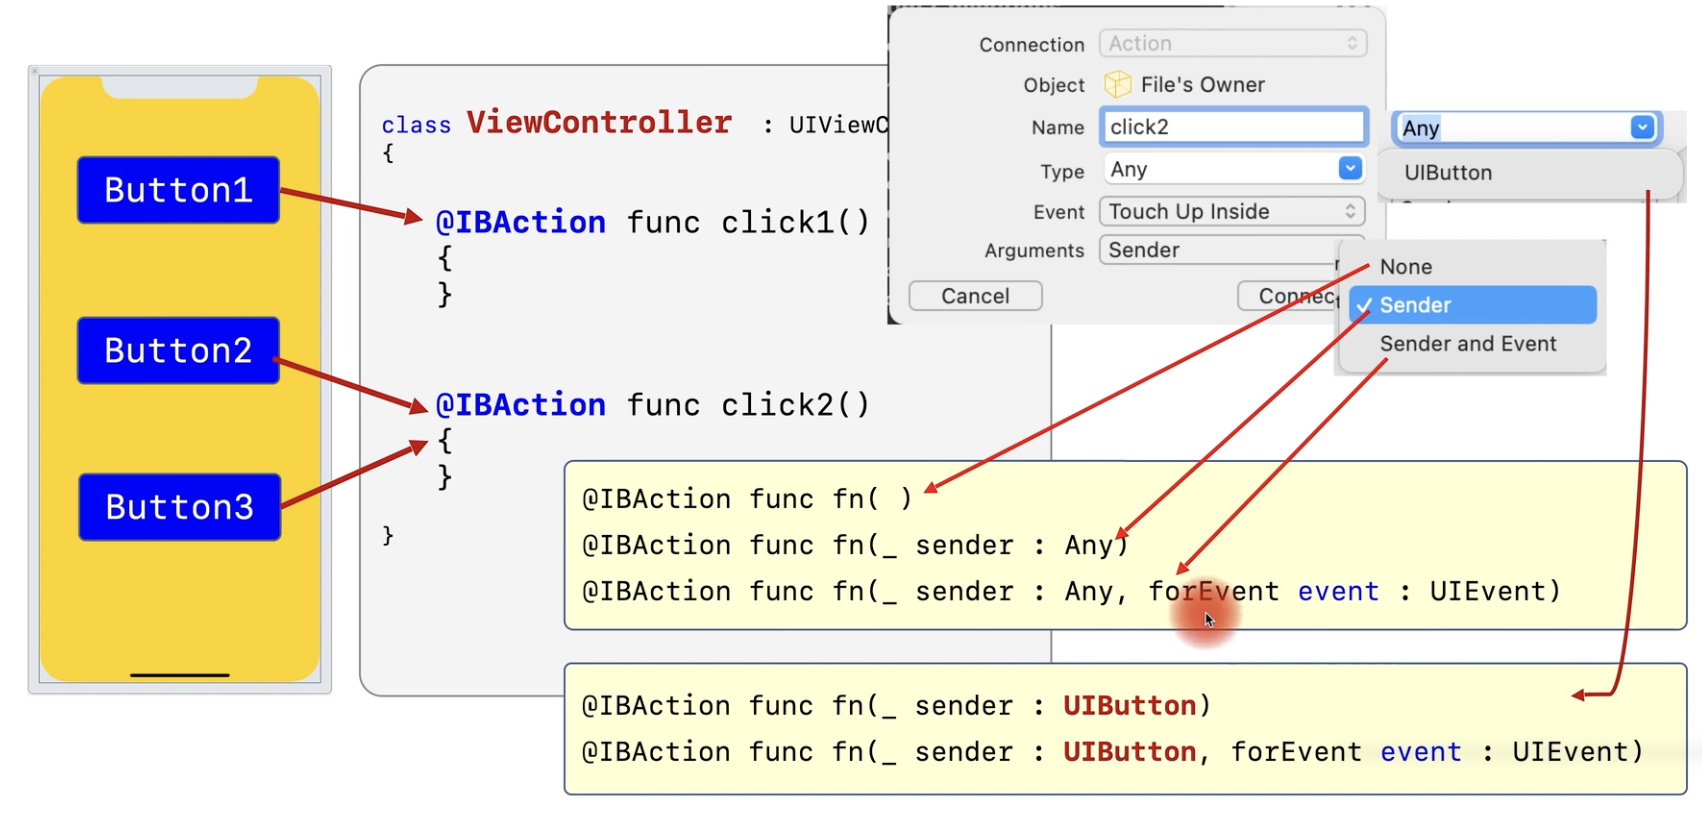 Button1
Button2
Button3
class ViewController : UIViewC
{
@IBAction func click1()
{
}
@IBAction func click2()
{
}
}
Connection Action
Object File's Owner
Name click2
Type Any
Event Touch Up Inside
Arguments Sender
Cancel Connec
Any
UIButton
None
✓ Sender
Sender and Event
@IBAction func fn( )
@IBAction func fn(_ sender : Any)
@IBAction func fn(_ sender : Any, forEvent event : UIEvent)
@IBAction func fn(_ sender : UIButton)
@IBAction func fn(_ sender : UIButton, forEvent event : UIEvent)